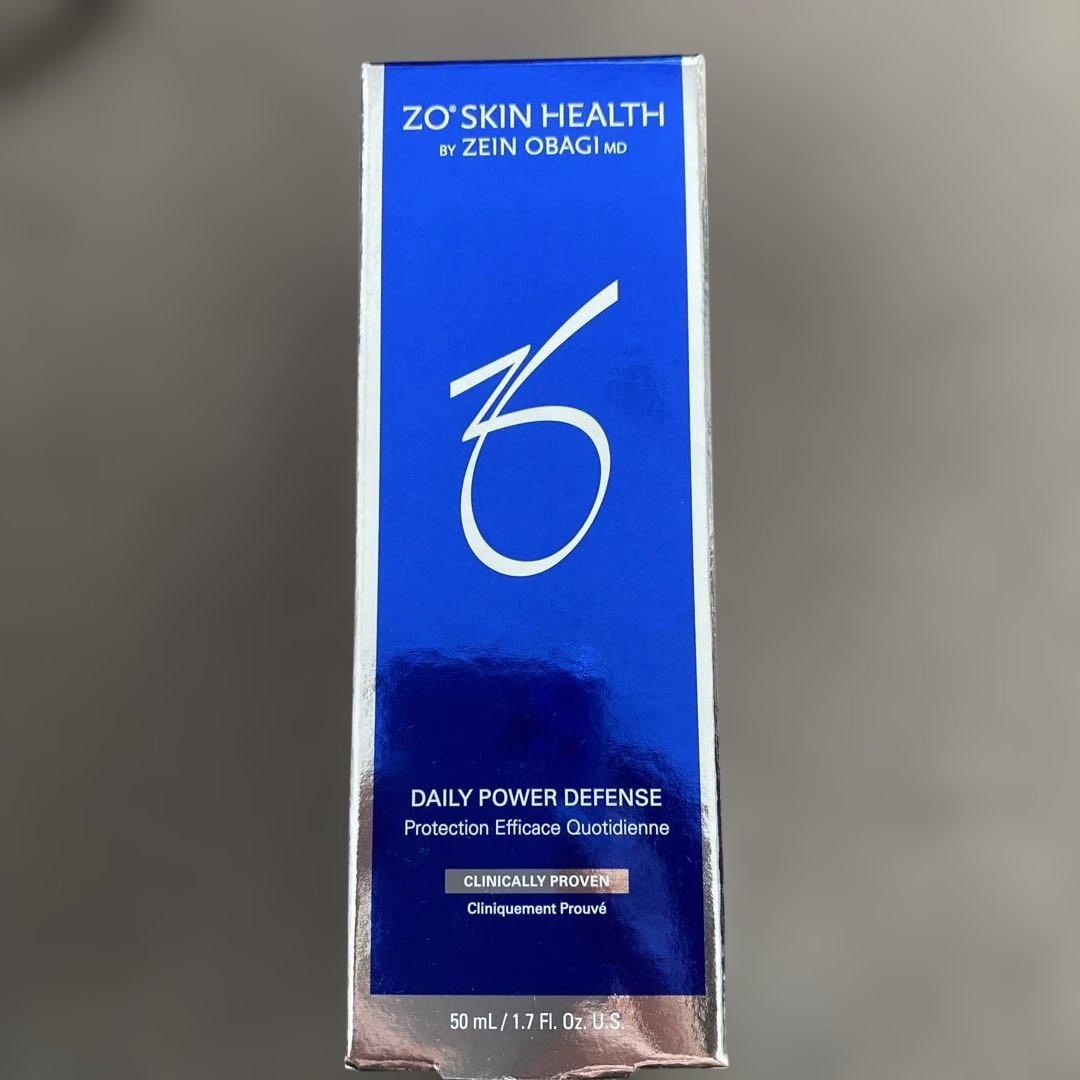 ZO® SKIN HEALTH
BY ZEIN OBAGI MD
ZO
DAILY POWER DEFENSE
Protection Efficace Quotidienne
CLINICALLY PROVEN
Cliniquement Prouvé
50 mL / 1.7 Fl. Oz. U.S.